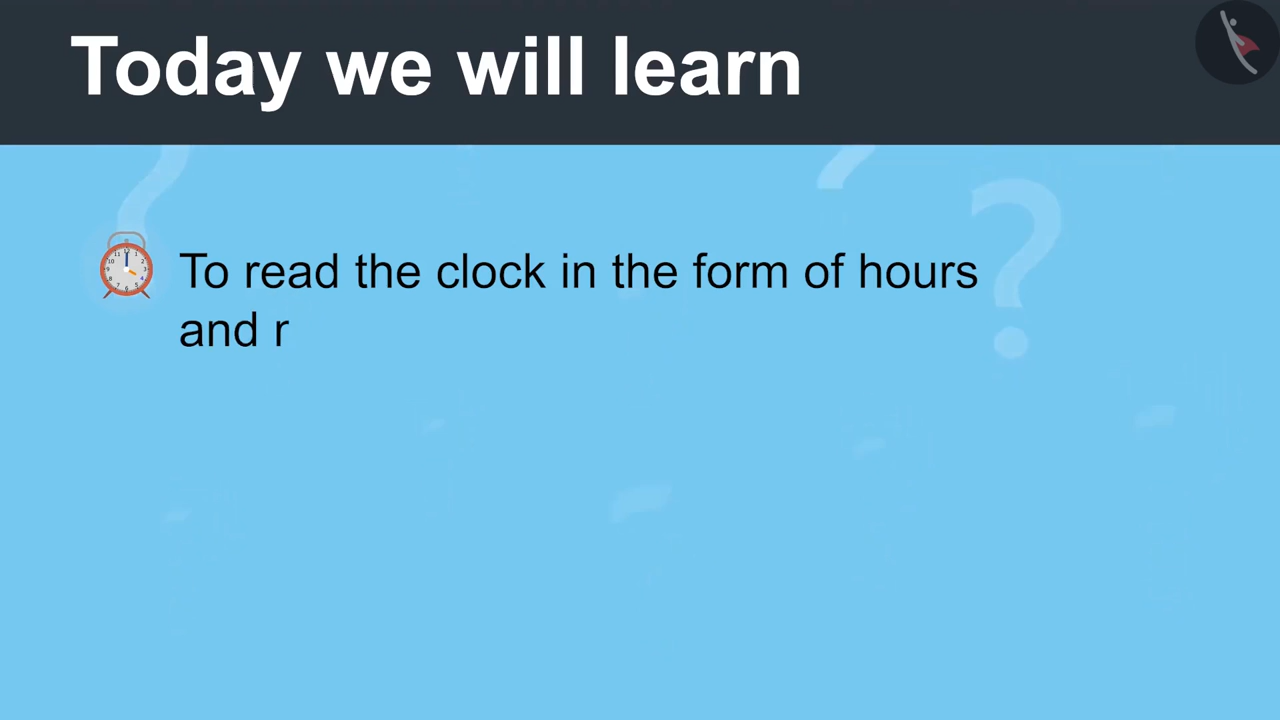 Today we will learn
To read the clock in the form of hours
and r